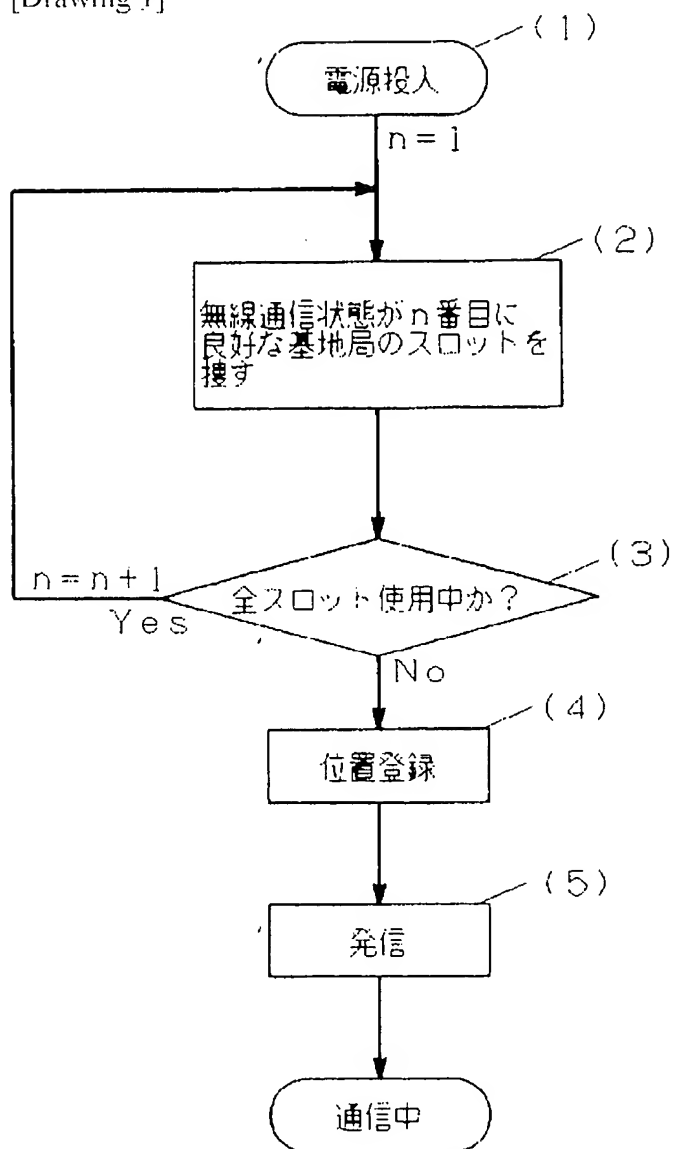 (1)
電源投入
n=1
(2)
無線通信状態がn番目に
良好な基地局のスロットを
捜す
(3)
全スロット使用中か？
n=n+1
Yes
No
(4)
位置登録
(5)
発信
通信中